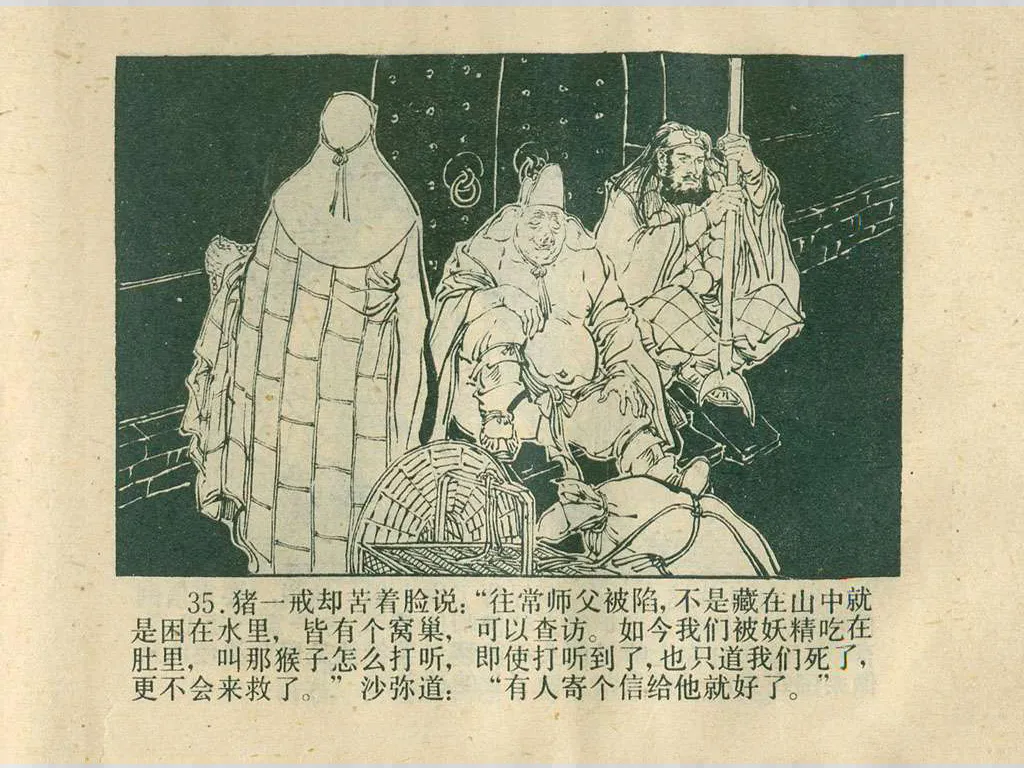 35.猪一戒却苦着脸说：“往常师父被陷，不是藏在山中就
是困在水里，皆有个窝巢，可以查访。如今我们被妖精吃在
肚里，叫那猴子怎么打听，即使打听到了，也只道我们死了，
更不会来救了。”沙弥道：“有人寄个信给他就好了。”